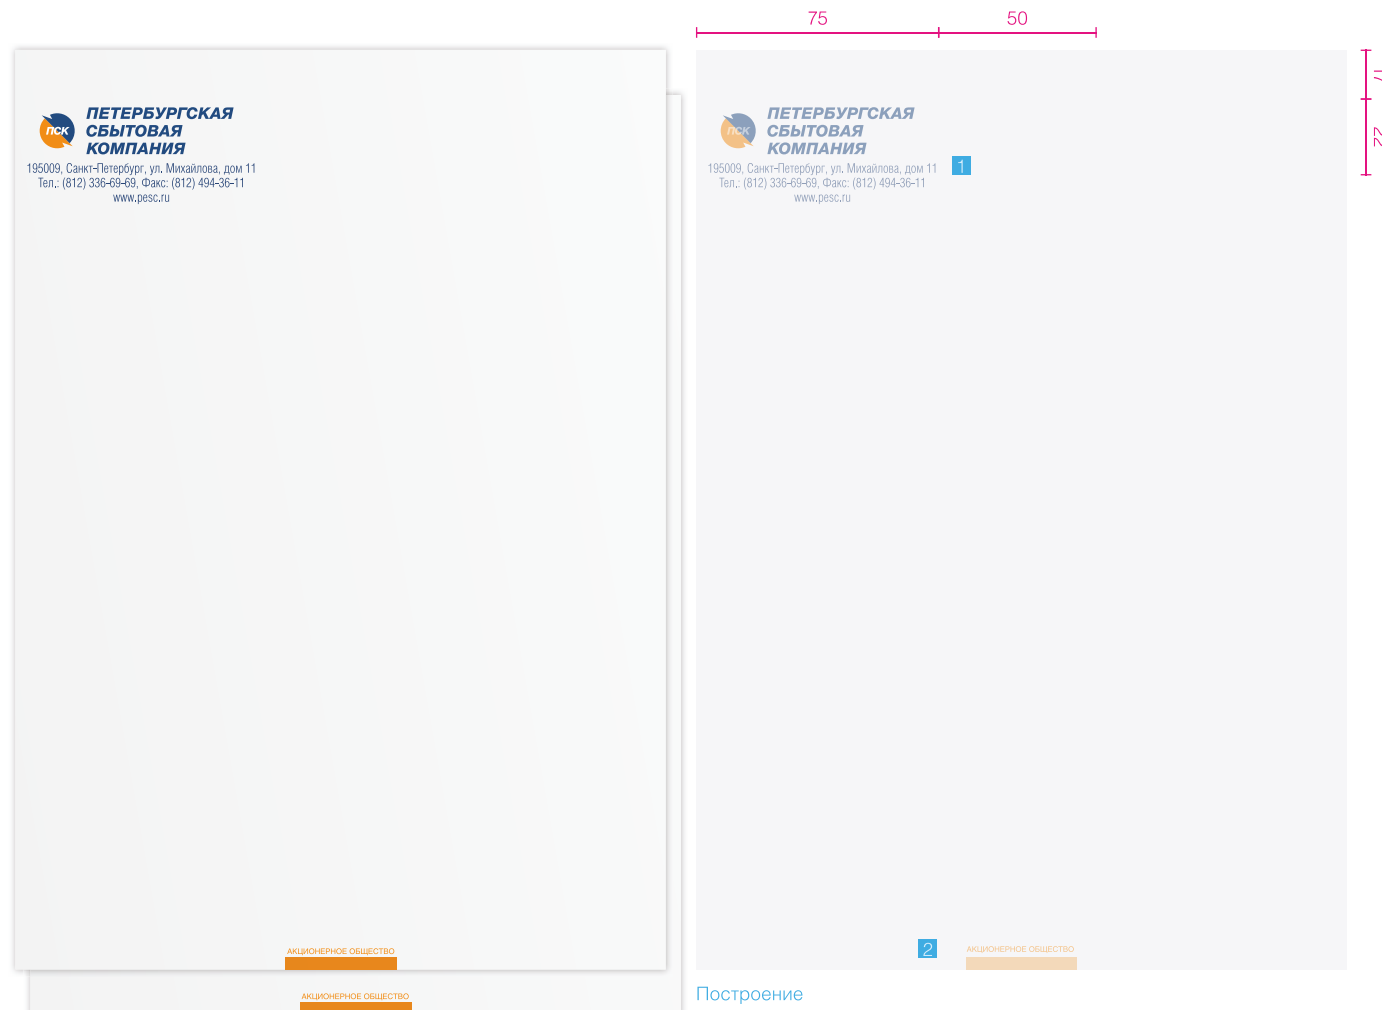 75 50
ПЕТЕРБУРГСКАЯ
СБЫТОВАЯ
КОМПАНИЯ
ПСК
195009, Санкт-Петербург, ул. Михайлова, дом 11
Тел.: (812) 336-69-69, Факс: (812) 494-36-11
www.pesc.ru
АКЦИОНЕРНОЕ ОБЩЕСТВО
АКЦИОНЕРНОЕ ОБЩЕСТВО
ПЕТЕРБУРГСКАЯ
СБЫТОВАЯ
КОМПАНИЯ
ПСК
195009, Санкт-Петербург, ул. Михайлова, дом 11
Тел.: (812) 336-69-69, Факс: (812) 494-36-11
www.pesc.ru
1
2
АКЦИОНЕРНОЕ ОБЩЕСТВО
Построение